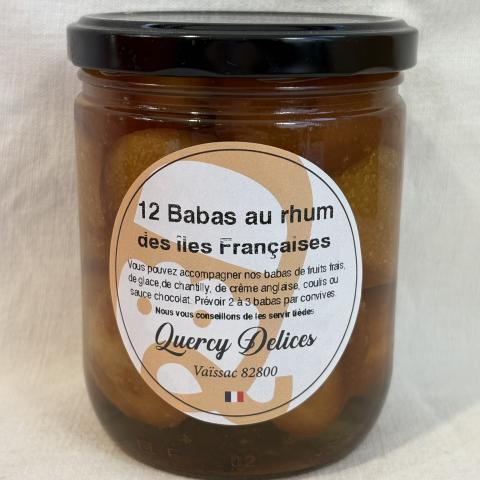 12 Babas au rhum
des îles Françaises
Vous pouvez accompagner nos babas de fruits frais,
de glace,de chantilly, de crème anglaise, coulis ou
sauce chocolat. Prévoir 2 à 3 babas par convives.
Nous vous conseillons de les servir tièdes
Quercy Delices
Vaïssac 82800